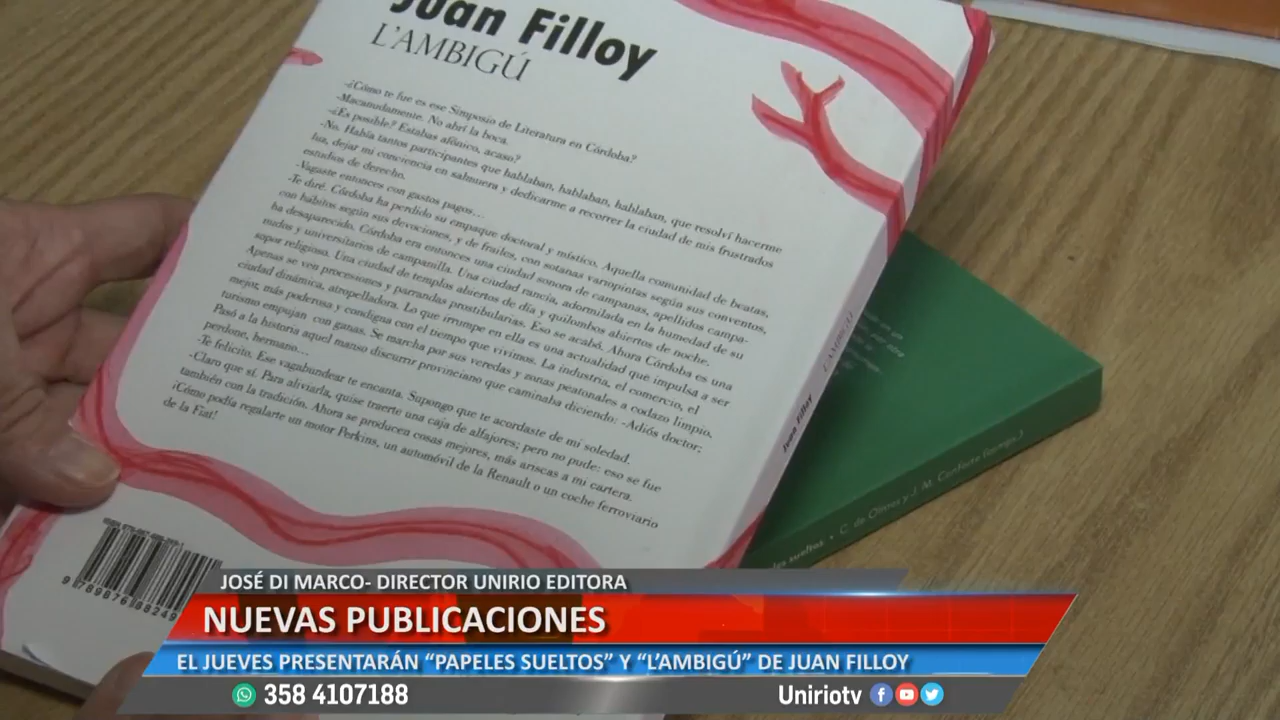 Juan Filloy
L'AMBIGÚ
-¿Cómo te fue es ese Simposio de Literatura en Córdoba?
-Macanudamente. No abrí la boca.
-¿Es posible? Estabas afónico, acaso?
-No. Había tantos participantes que hablaban, hablaban, hablaban, que resolví hacerme
lna, dejar mi conciencia en salmuera y dedicarme a recorrer la ciudad de mis frustrados
estudios de derecho.
-Vagaste entonces con gastos pagos...
-Te diré. Córdoba ha perdido su empaque doctoral y místico. Aquella comunidad de beatas,
con hábitos según sus devociones, y de frailes, con sotanas variopintas según sus conventos,
ha desaparecido. Córdoba era entonces una ciudad sonora de campanas, apellidos campa-
nudos y universitarios de campanilla. Una ciudad rancia, adormilada en la humedad de su
sopor religioso. Una ciudad de templos abiertos de día y quilombos abiertos de noche.
Apenas se ven procesiones y parrandas prostibularias. Eso se acabó. Ahora Córdoba es una
ciudad dinámica, atropelladora. Lo que irrumpe en ella es una actualidad que impulsa a ser
mejor, más poderosa y condigna con el tiempo que vivimos. La industria, el comercio, el
turismo empujan con ganas. Se marcha por sus veredas y zonas peatonales a codazo limpio.
Pasó a la historia aquel manso discurrir provinciano que caminaba diciendo: -Adiós doctor;
perdone, hermano...
-Te felicito. Ese vagabundear te encanta. Supongo que te acordaste de mi soledad.
-Claro que sí. Para aliviarla, quise traerte una caja de alfajores; pero no pude: eso se fue
también con la tradición. Ahora se producen cosas mejores, más ariscas a mi cartera.
¡Cómo podía regalarte un motor Perkins, un automóvil de la Renault o un coche ferroviario
de la Fiat!
Juan Filloy L'AMBIGÚ
sueltos • C. de Olivos y J. M. Conforte
9 789876 88249
JOSÉ DI MARCO- DIRECTOR UNIRIO EDITORA
NUEVAS PUBLICACIONES
EL JUEVES PRESENTARÁN “PAPELES SUELTOS” Y “L'AMBIGÚ” DE JUAN FILLOY
358 4107188
Uniriotv